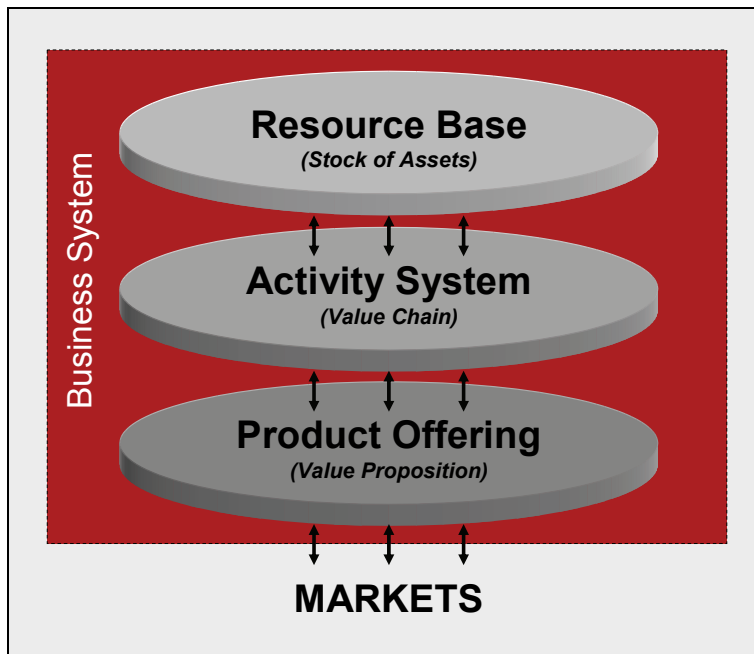 Business System
Resource Base
(Stock of Assets)
Activity System
(Value Chain)
Product Offering
(Value Proposition)
MARKETS